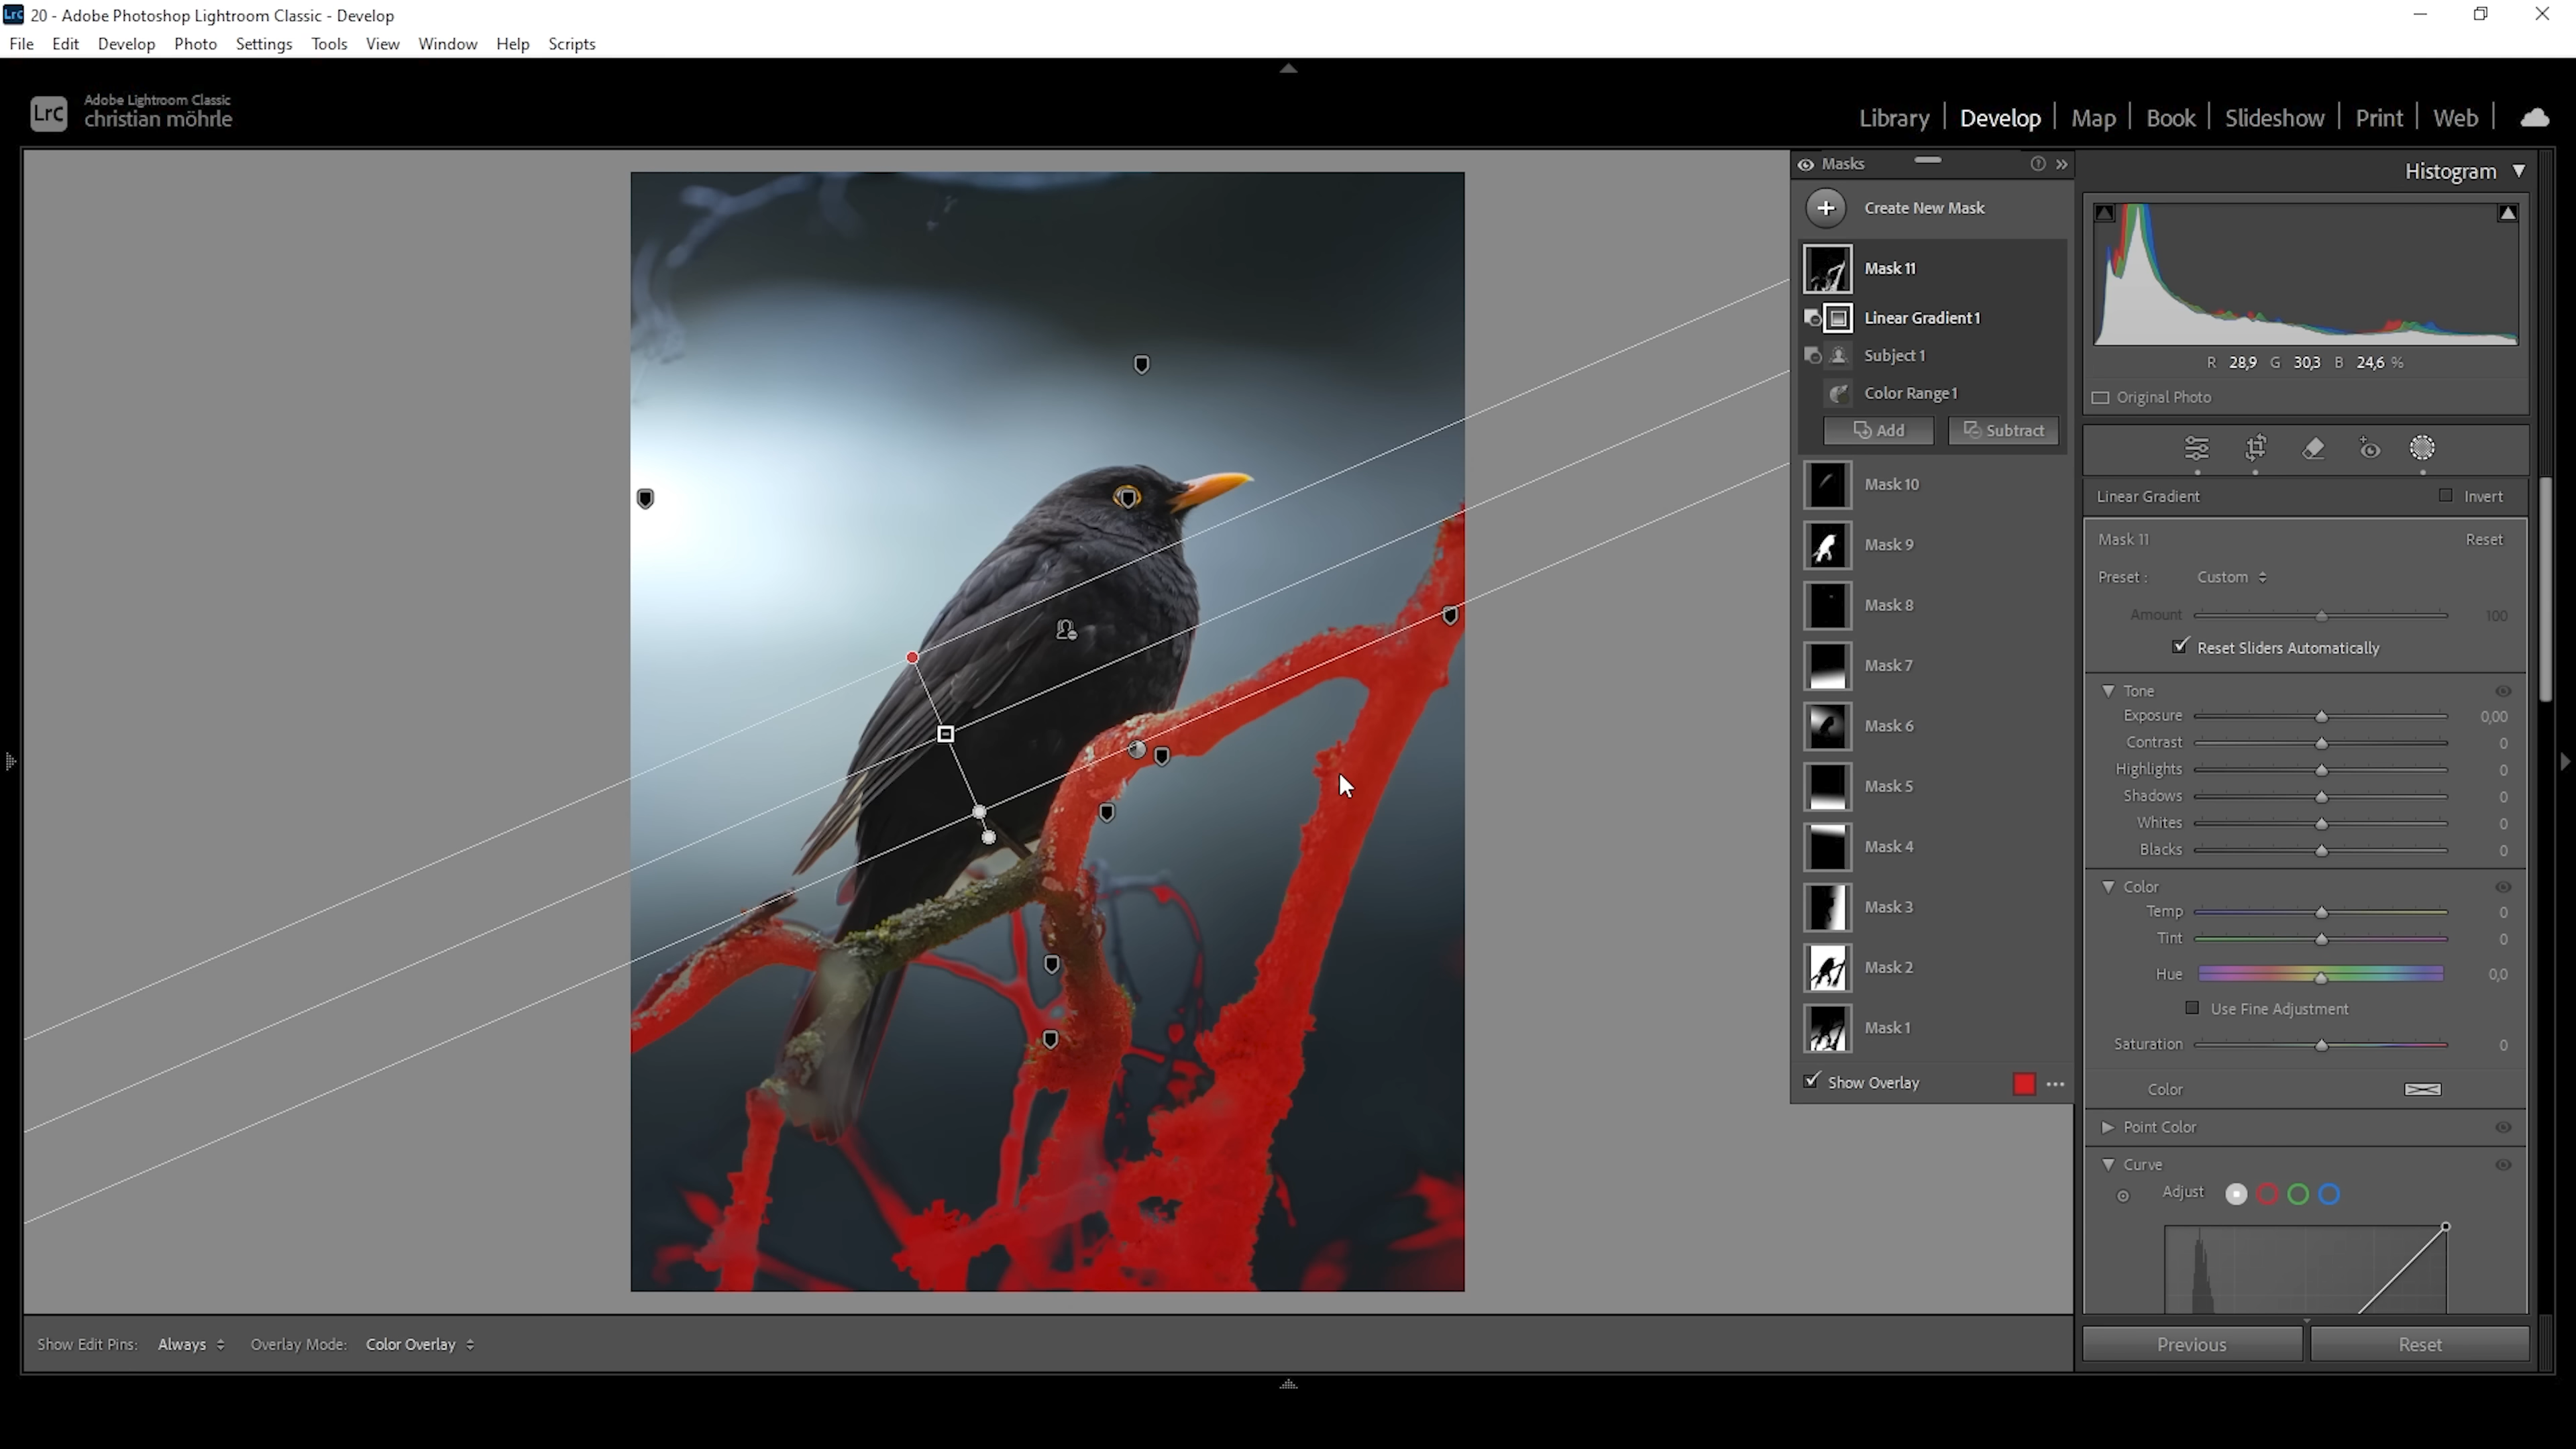 Lrc 20 - Adobe Photoshop Lightroom Classic - Develop
File Edit Develop Photo Settings Tools View Window Help Scripts
Lrc Adobe Lightroom Classic
christian möhrle
Library | Develop | Map | Book | Slideshow | Print | Web |
Masks
Create New Mask
Mask 11
Linear Gradient 1
Subject 1
Color Range 1
Add Subtract
Mask 10
Mask 9
Mask 8
Mask 7
Mask 6
Mask 5
Mask 4
Mask 3
Mask 2
Mask 1
Show Overlay
Histogram
R 28,9 G 30,3 B 24,6 %
Original Photo
Linear Gradient Invert
Mask 11 Reset
Preset : Custom
Amount 100
Reset Sliders Automatically
Tone
Exposure 0,00
Contrast 0
Highlights 0
Shadows 0
Whites 0
Blacks 0
Color
Temp 0
Tint 0
Hue 0,0
Use Fine Adjustment
Saturation 0
Color
Point Color
Curve
Adjust
Previous Reset
Show Edit Pins: Always Overlay Mode: Color Overlay